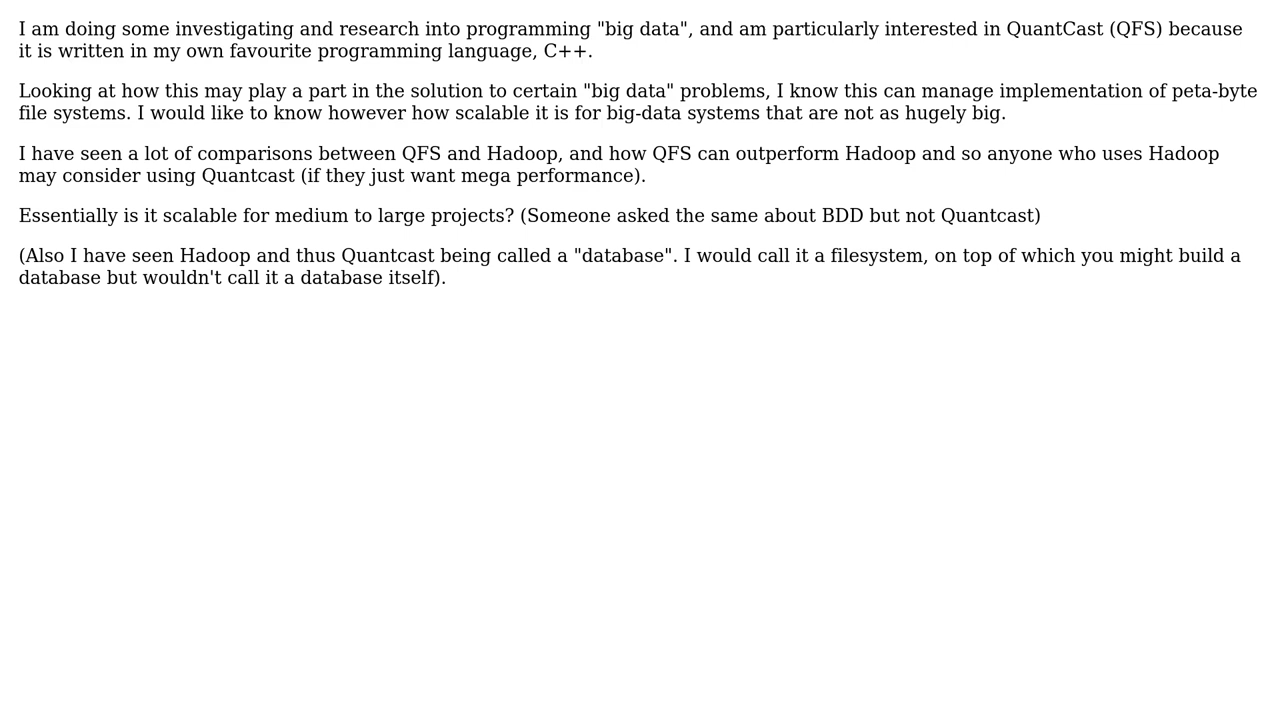 I am doing some investigating and research into programming "big data", and am particularly interested in QuantCast (QFS) because
it is written in my own favourite programming language, C++.
Looking at how this may play a part in the solution to certain "big data" problems, I know this can manage implementation of peta-byte
file systems. I would like to know however how scalable it is for big-data systems that are not as hugely big.
I have seen a lot of comparisons between QFS and Hadoop, and how QFS can outperform Hadoop and so anyone who uses Hadoop
may consider using Quantcast (if they just want mega performance).
Essentially is it scalable for medium to large projects? (Someone asked the same about BDD but not Quantcast)
(Also I have seen Hadoop and thus Quantcast being called a "database". I would call it a filesystem, on top of which you might build a
database but wouldn't call it a database itself).